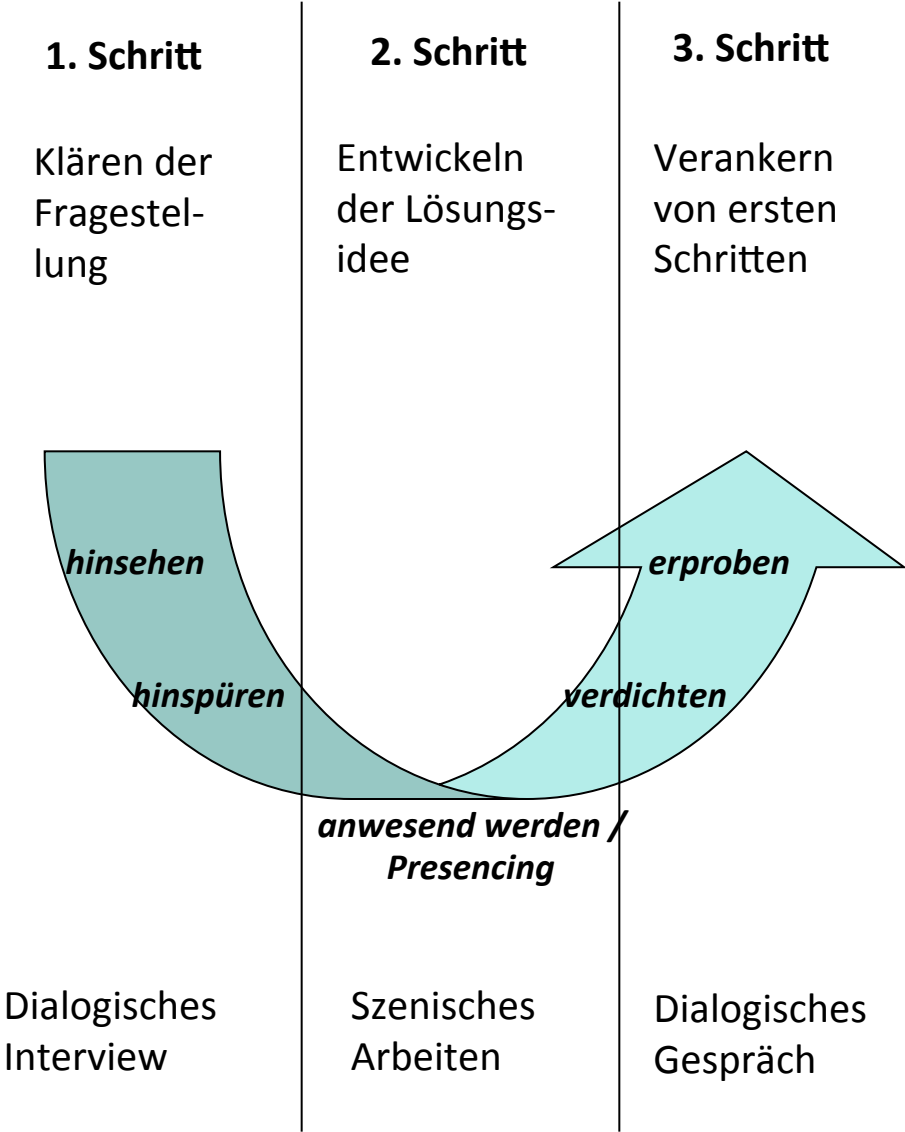 1. Schritt
Klären der
Fragestel-
lung
2. Schritt
Entwickeln
der Lösungs-
idee
3. Schritt
Verankern
von ersten
Schritten
hinsehen
hinspüren
anwesend werden /
Presencing
verdichten
erproben
Dialogisches
Interview
Szenisches
Arbeiten
Dialogisches
Gespräch